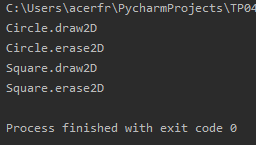 C:\Users\acerfr\PycharmProjects\TP04
Circle.draw2D
Circle.erase2D
Square.draw2D
Square.erase2D
Process finished with exit code 0